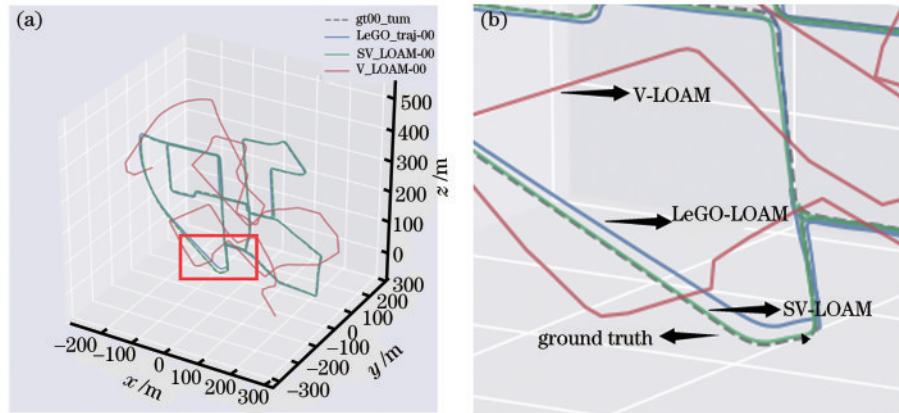 (a)
gt00_tum
LeGO_traj-00
SV_LOAM-00
V_LOAM-00
500
400
300
200
100
0
z /m
-200
-100
0
100
200
300
x /m
-300
-200
-100
0
100
200
300
y /m
(b)
V-LOAM
LeGO-LOAM
SV-LOAM
ground truth